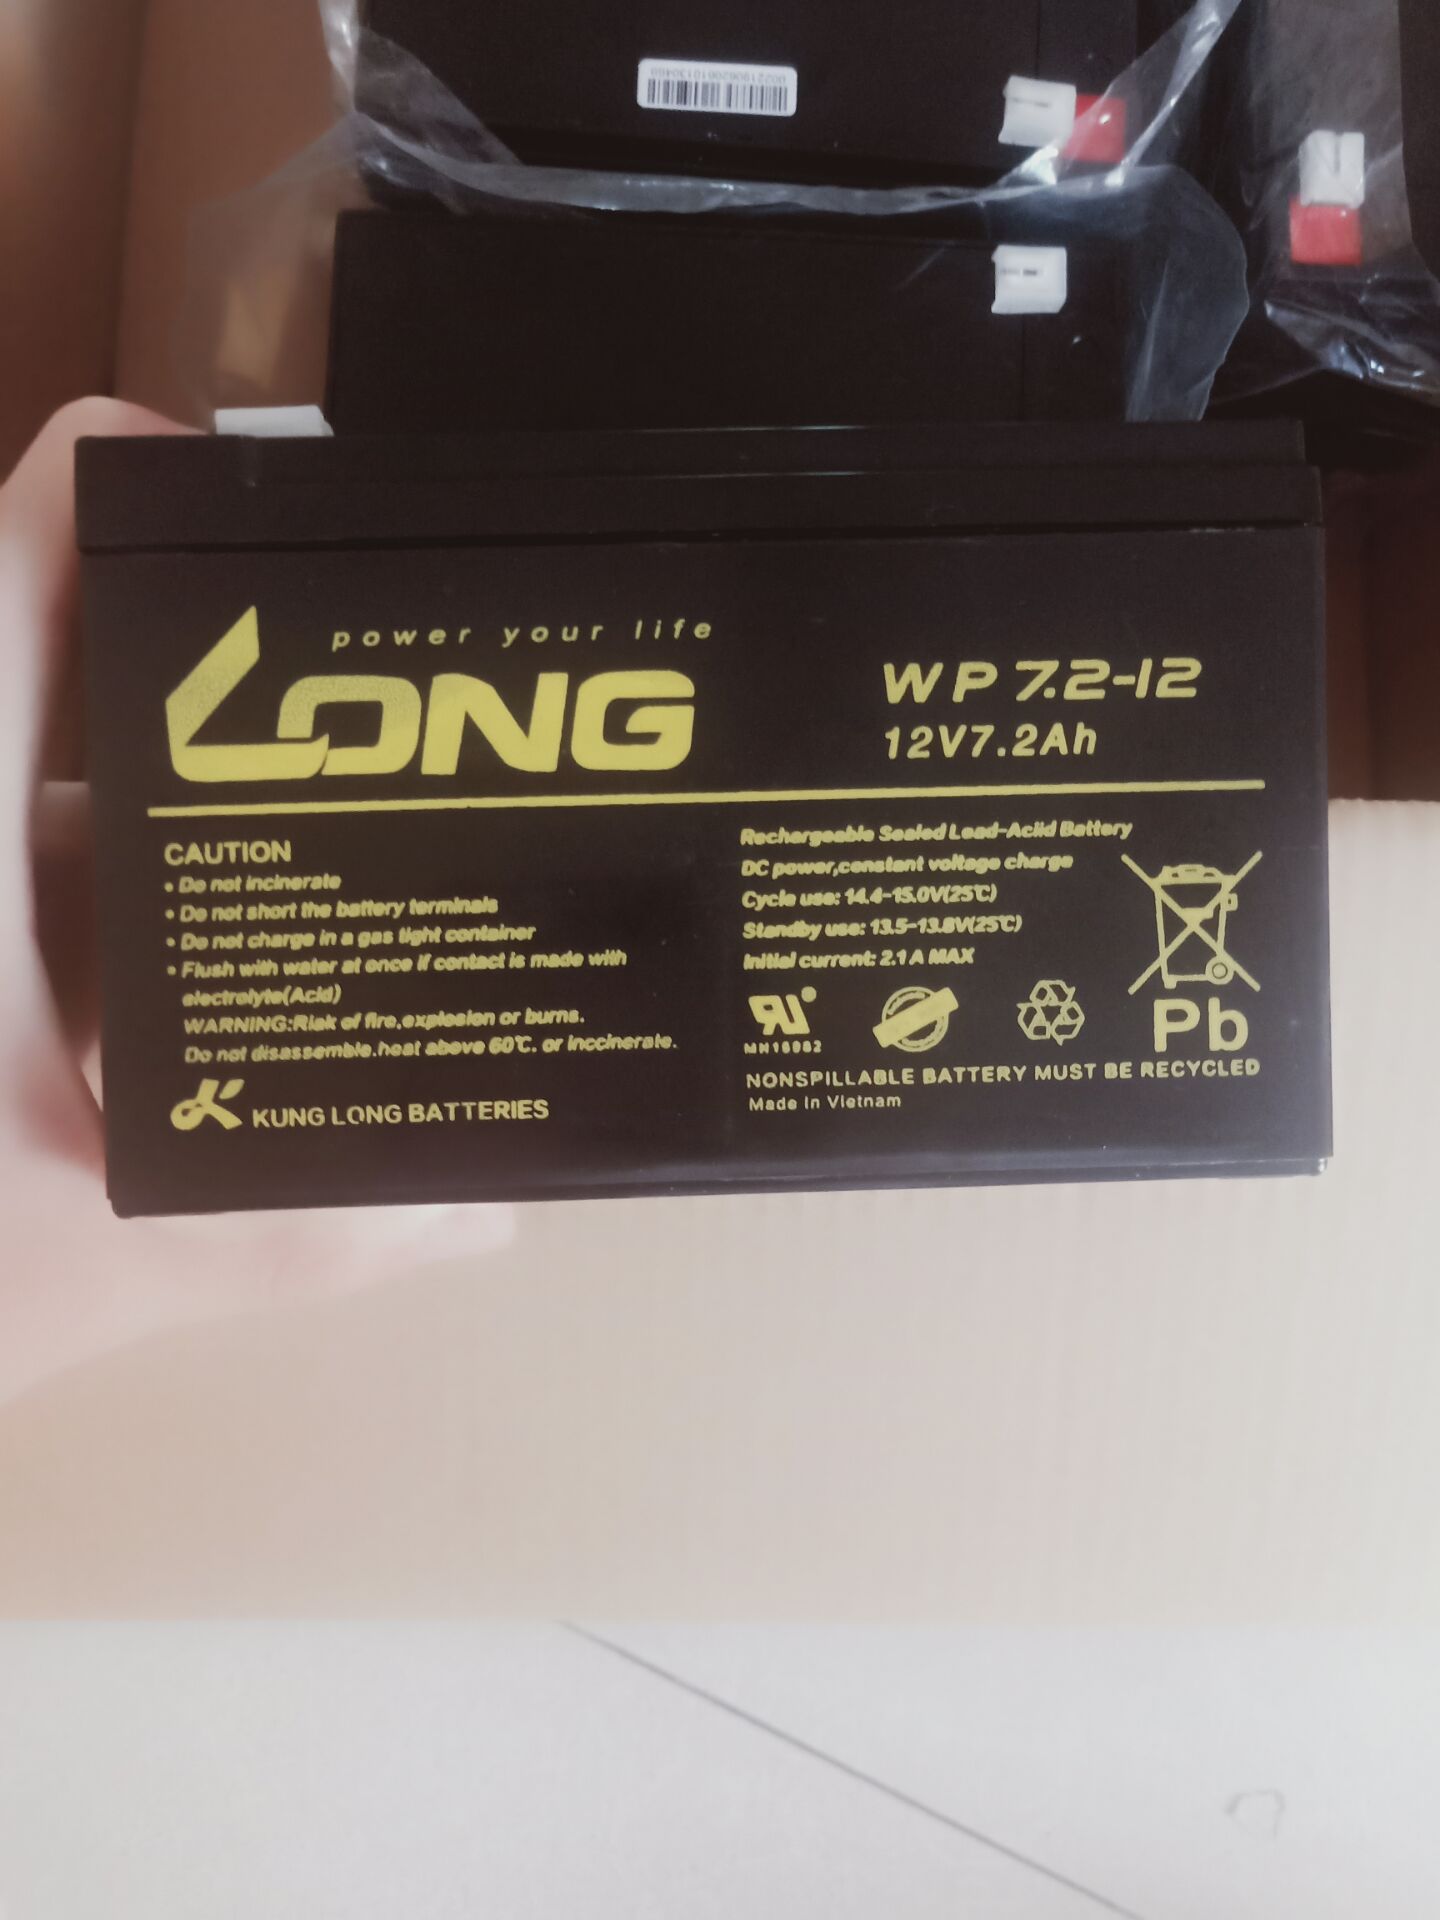 0022190620610130469
power your life
LONG
WP 7.2-12
12V7.2Ah
CAUTION
• Do not incinerate
• Do not short the battery terminals
• Do not charge in a gas tight container
• Flush with water at once if contact is made with
electrolyte(Acid)
WARNING:Risk of fire,explosion or burns.
Do not disassemble.heat above 60℃. or inccinerate.
KUNG LONG BATTERIES
Rechargeable Sealed Lead-Aciid Battery
DC power,constant voltage charge
Cycle use: 14.4-15.0V(25℃)
Standby use: 13.5-13.8V(25℃)
Initial current: 2.1 A MAX
MH16982
Pb
NONSPILLABLE BATTERY MUST BE RECYCLED
Made In Vietnam